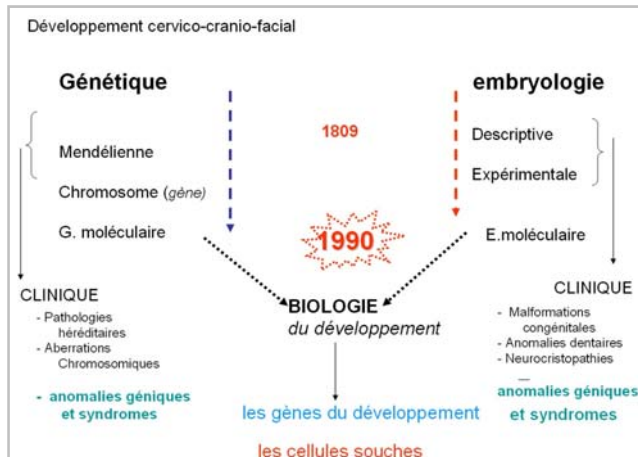 Développement cervico-cranio-facial
Génétique
Mendélienne
Chromosome (gène)
G. moléculaire
CLINIQUE
- Pathologies
héréditaires
- Aberrations
Chromosomiques
- anomalies géniques
et syndromes
1809
1990
BIOLOGIE
du développement
les gènes du développement
les cellules souches
embryologie
Descriptive
Expérimentale
E.moléculaire
CLINIQUE
- Malformations
congénitales
- Anomalies dentaires
- Neurocristopathies
anomalies géniques
et syndromes